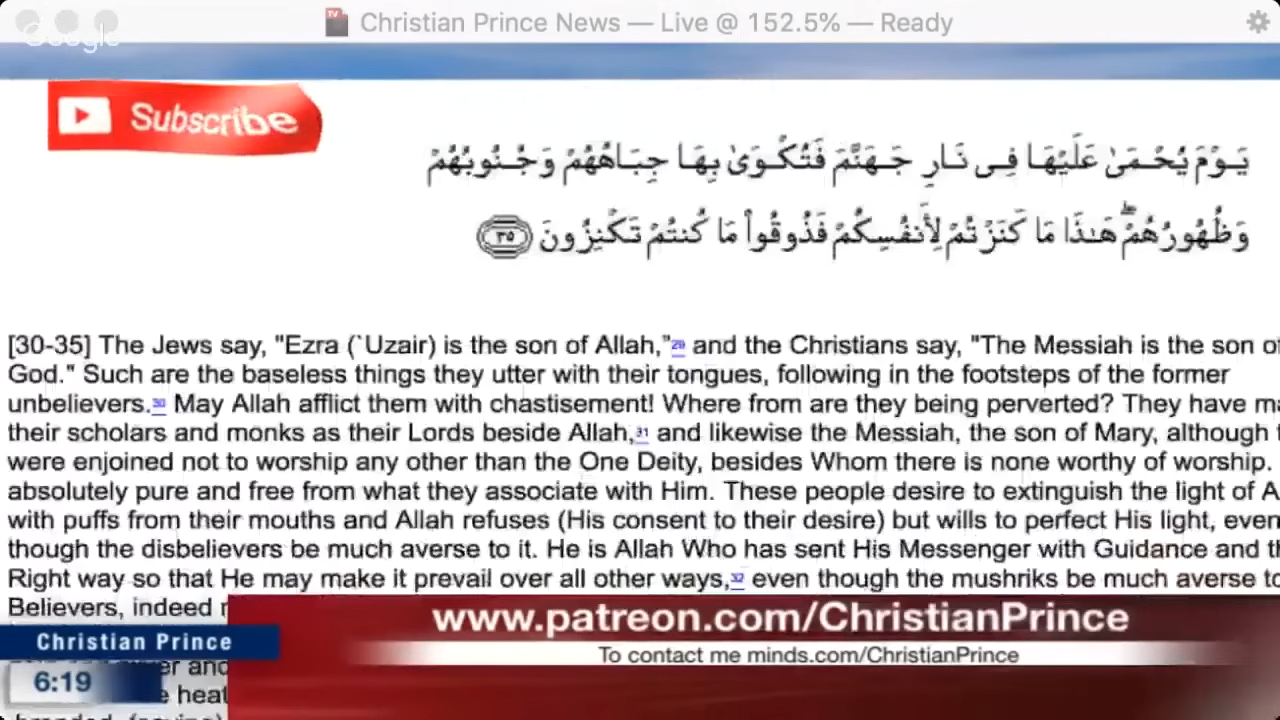 Christian Prince News — Live @ 152.5% — Ready
Google
Subscribe
يَوْمَ يُحْمَىٰ عَلَيْهَا فِى نَارِ جَهَنَّمَ فَتُكْوَىٰ بِهَا جِبَاهُهُمْ وَجُنُوبُهُمْ
وَظُهُورُهُمْ ۖ هَـٰذَا مَا كَنَزْتُمْ لِأَنفُسِكُمْ فَذُوقُوا۟ مَا كُنتُمْ تَكْنِزُونَ ٣٥
[30-35] The Jews say, "Ezra (`Uzair) is the son of Allah,"29 and the Christians say, "The Messiah is the son of
God." Such are the baseless things they utter with their tongues, following in the footsteps of the former
unbelievers.30 May Allah afflict them with chastisement! Where from are they being perverted? They have ma
their scholars and monks as their Lords beside Allah,31 and likewise the Messiah, the son of Mary, although t
were enjoined not to worship any other than the One Deity, besides Whom there is none worthy of worship.
absolutely pure and free from what they associate with Him. These people desire to extinguish the light of A
with puffs from their mouths and Allah refuses (His consent to their desire) but wills to perfect His light, even
though the disbelievers be much averse to it. He is Allah Who has sent His Messenger with Guidance and th
Right way so that He may make it prevail over all other ways,32 even though the mushriks be much averse to
Believers, indeed
www.patreon.com/ChristianPrince
Christian Prince
To contact me minds.com/ChristianPrince
er and
6:19
heat